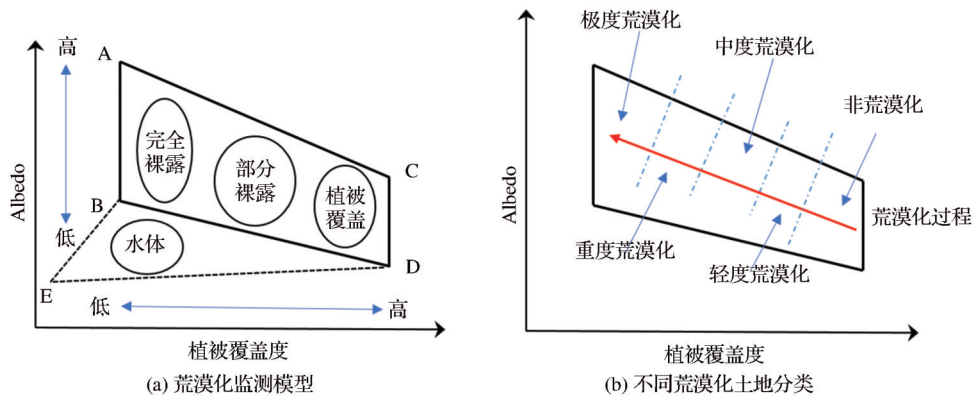 高
A
完全
裸露
部分
裸露
植被
覆盖
C
Albedo
B
低
水体
D
E
低
高
植被覆盖度
(a) 荒漠化监测模型
极度荒漠化
中度荒漠化
非荒漠化
Albedo
荒漠化过程
重度荒漠化
轻度荒漠化
植被覆盖度
(b) 不同荒漠化土地分类